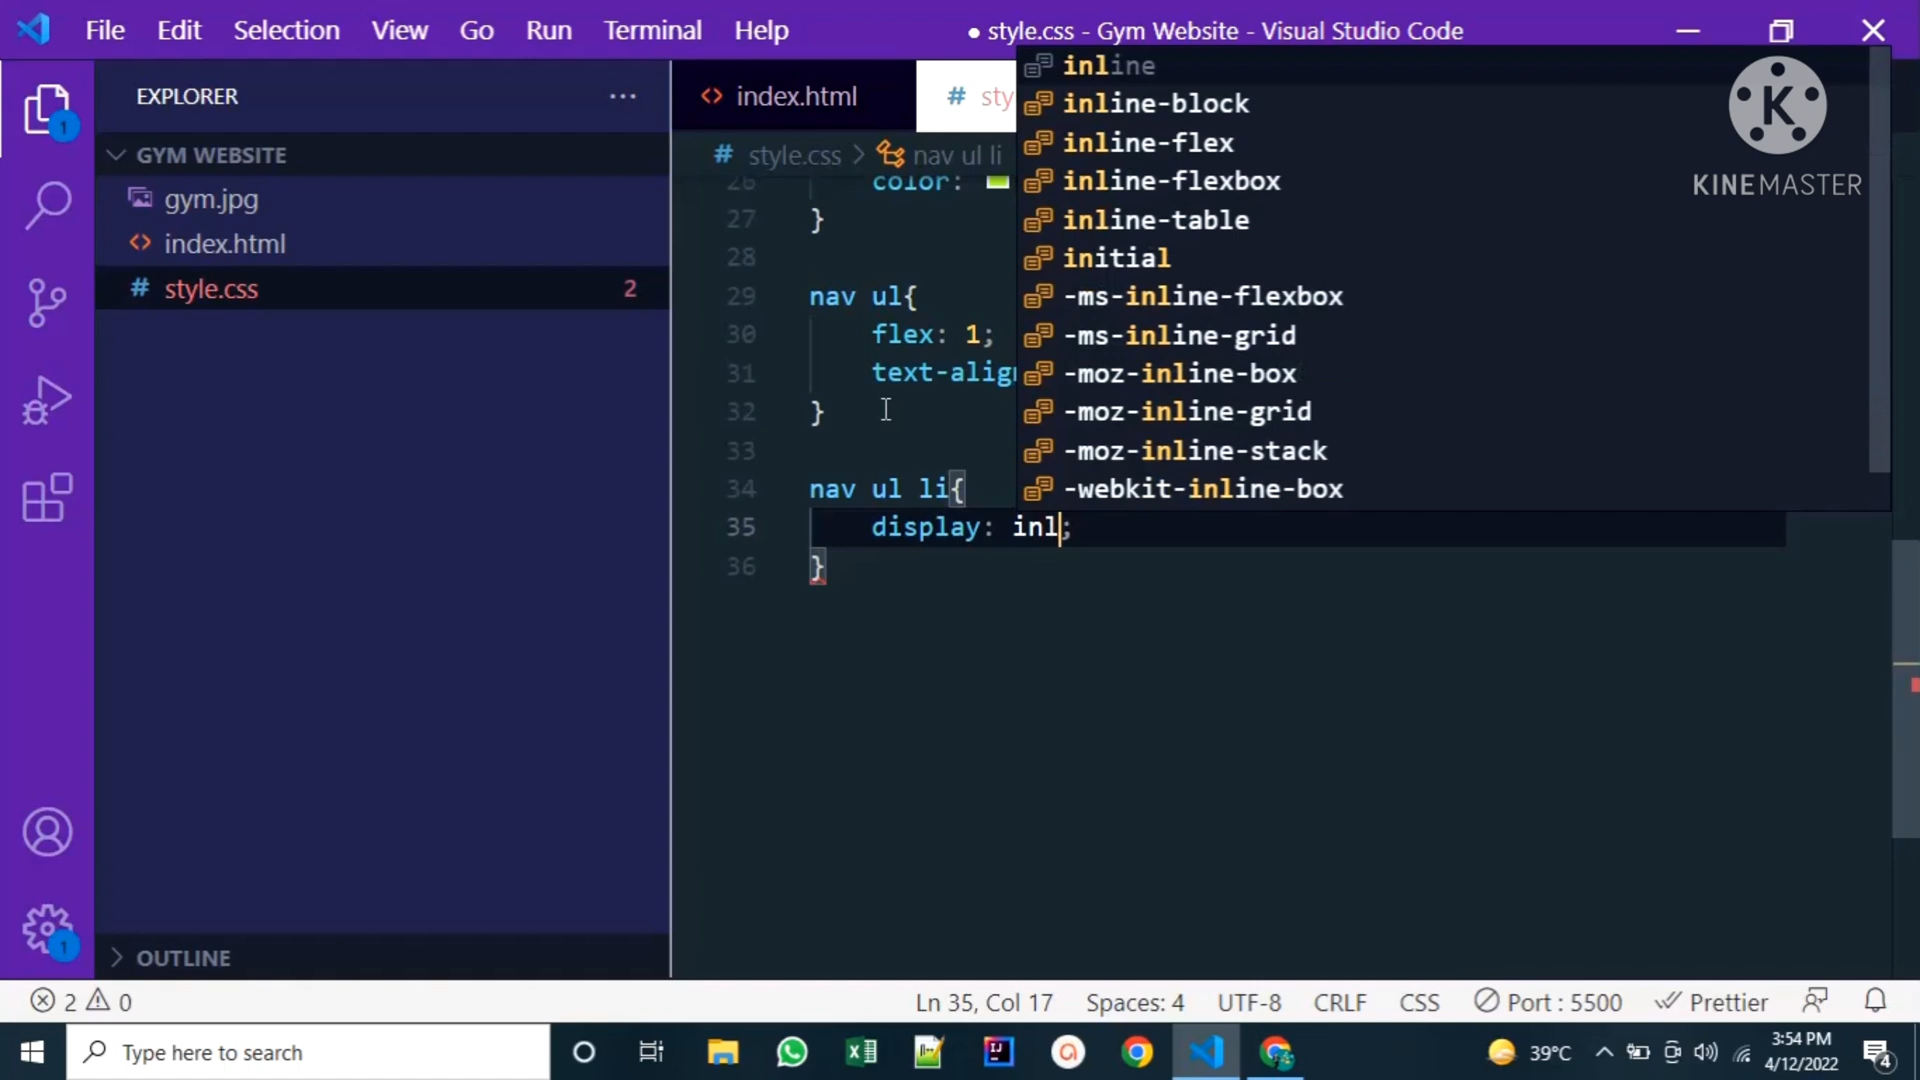 File Edit Selection View Go Run Terminal Help
● style.css - Gym Website - Visual Studio Code
EXPLORER
GYM WEBSITE
gym.jpg
index.html
# style.css 2
OUTLINE
1
1
<> index.html
# sty
# style.css > nav ul li
26 color:
27 }
28
29 nav ul{
30 flex: 1;
31 text-align
32 }
33
34 nav ul li{
35 display: inl;
36 }
inline
inline-block
inline-flex
inline-flexbox
inline-table
initial
-ms-inline-flexbox
-ms-inline-grid
-moz-inline-box
-moz-inline-grid
-moz-inline-stack
-webkit-inline-box
K
KINEMASTER
2 0
Ln 35, Col 17 Spaces: 4 UTF-8 CRLF CSS Port : 5500 Prettier
Type here to search
39°C
3:54 PM
4/12/2022
4